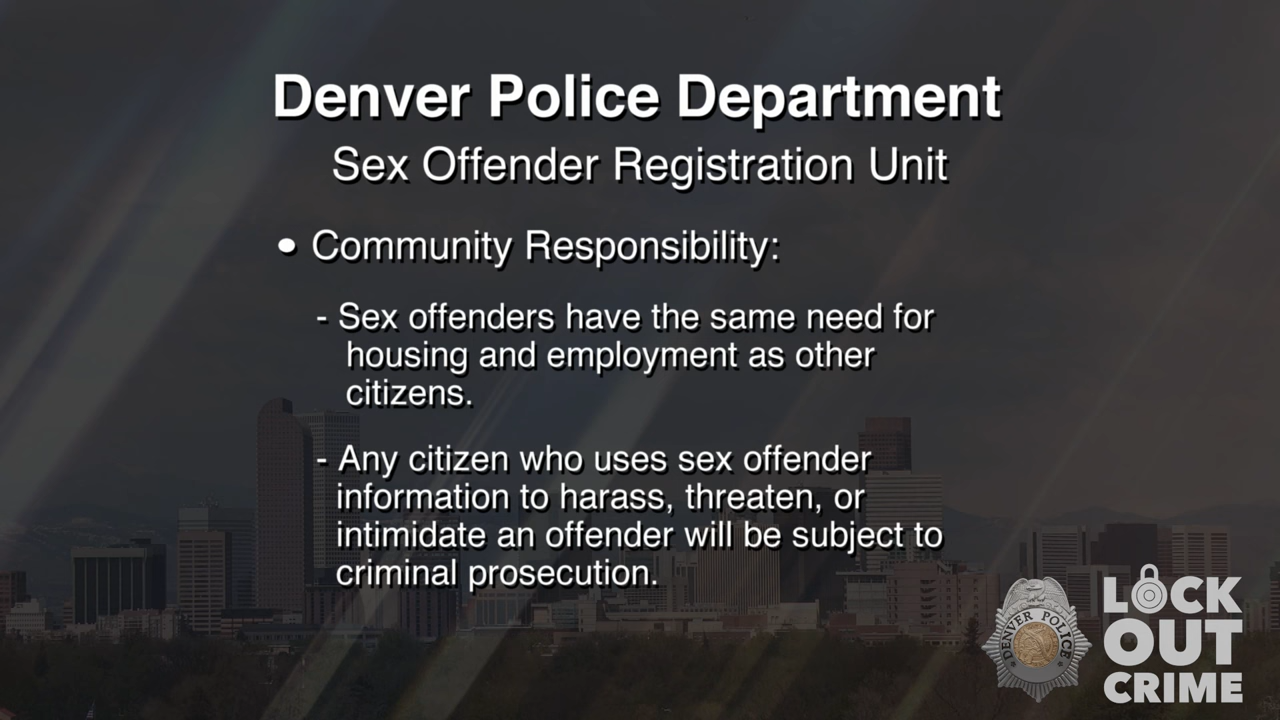 Denver Police Department
Sex Offender Registration Unit
• Community Responsibility:
- Sex offenders have the same need for
housing and employment as other
citizens.
- Any citizen who uses sex offender
information to harass, threaten, or
intimidate an offender will be subject to
criminal prosecution.
DENVER POLICE
LOCK
OUT
CRIME